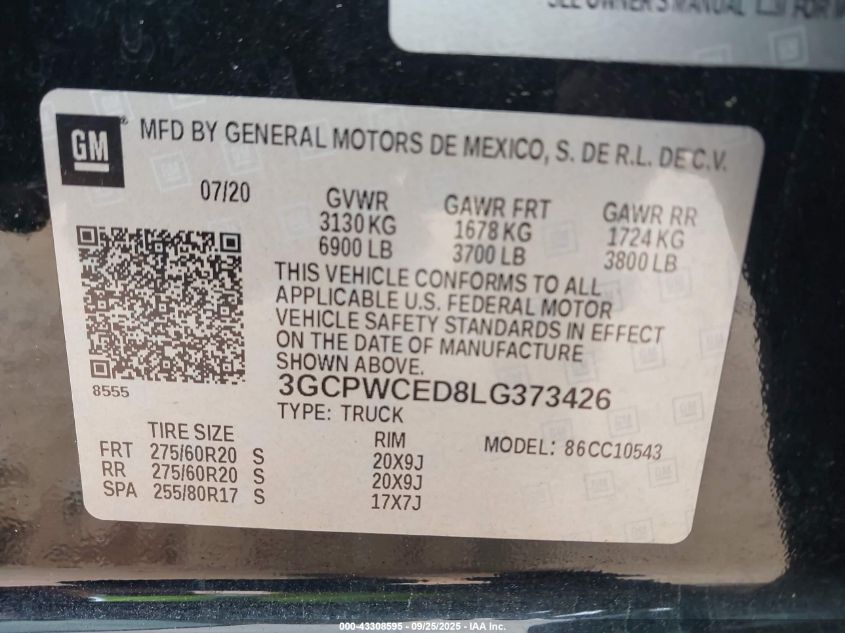 SEE OWNER'S MANUAL FOR
GM
MFD BY GENERAL MOTORS DE MEXICO, S. DE R.L. DE C.V.
07/20
GVWR GAWR FRT GAWR RR
3130 KG 1678 KG 1724 KG
6900 LB 3700 LB 3800 LB
THIS VEHICLE CONFORMS TO ALL
APPLICABLE U.S. FEDERAL MOTOR
VEHICLE SAFETY STANDARDS IN EFFECT
ON THE DATE OF MANUFACTURE
SHOWN ABOVE.
8555
3GCPWCED8LG373426
TYPE: TRUCK
TIRE SIZE RIM MODEL: 86CC10543
FRT 275/60R20 S 20X9J
RR 275/60R20 S 20X9J
SPA 255/80R17 S 17X7J
000-43308595 - 09/25/2025 - IAA Inc.